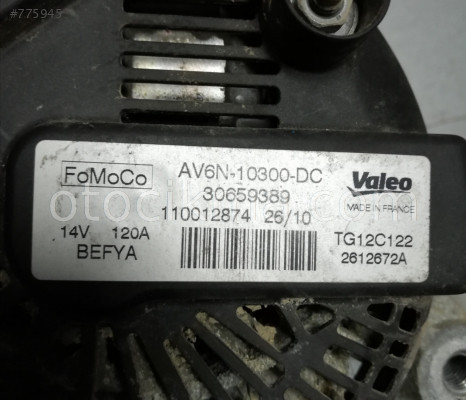 #775945
FoMoCo
AV6N-10300-DC
30659389
110012874 26/10
14V 120A
BEFYA
Valeo
MADE IN FRANCE
TG12C122
2612672A